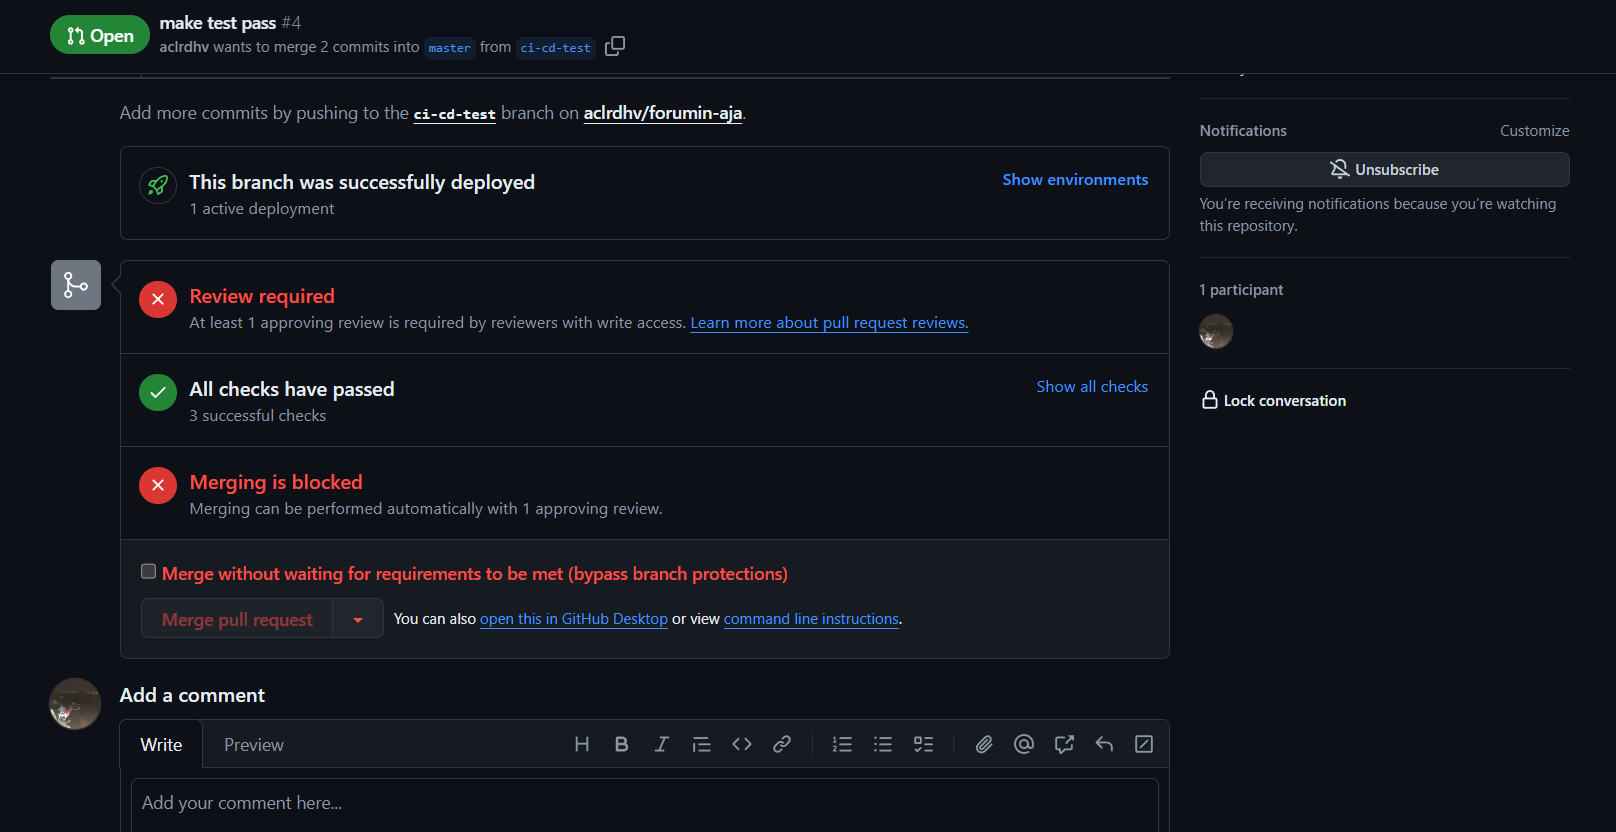 Open
make test pass #4
aclrdhv wants to merge 2 commits into master from ci-cd-test
Add more commits by pushing to the ci-cd-test branch on aclrdhv/forumin-aja.
This branch was successfully deployed
1 active deployment
Show environments
Review required
At least 1 approving review is required by reviewers with write access. Learn more about pull request reviews.
All checks have passed
3 successful checks
Show all checks
Merging is blocked
Merging can be performed automatically with 1 approving review.
Merge without waiting for requirements to be met (bypass branch protections)
Merge pull request
You can also open this in GitHub Desktop or view command line instructions.
Add a comment
Write
Preview
Add your comment here...
Notifications
Customize
Unsubscribe
You're receiving notifications because you're watching
this repository.
1 participant
Lock conversation